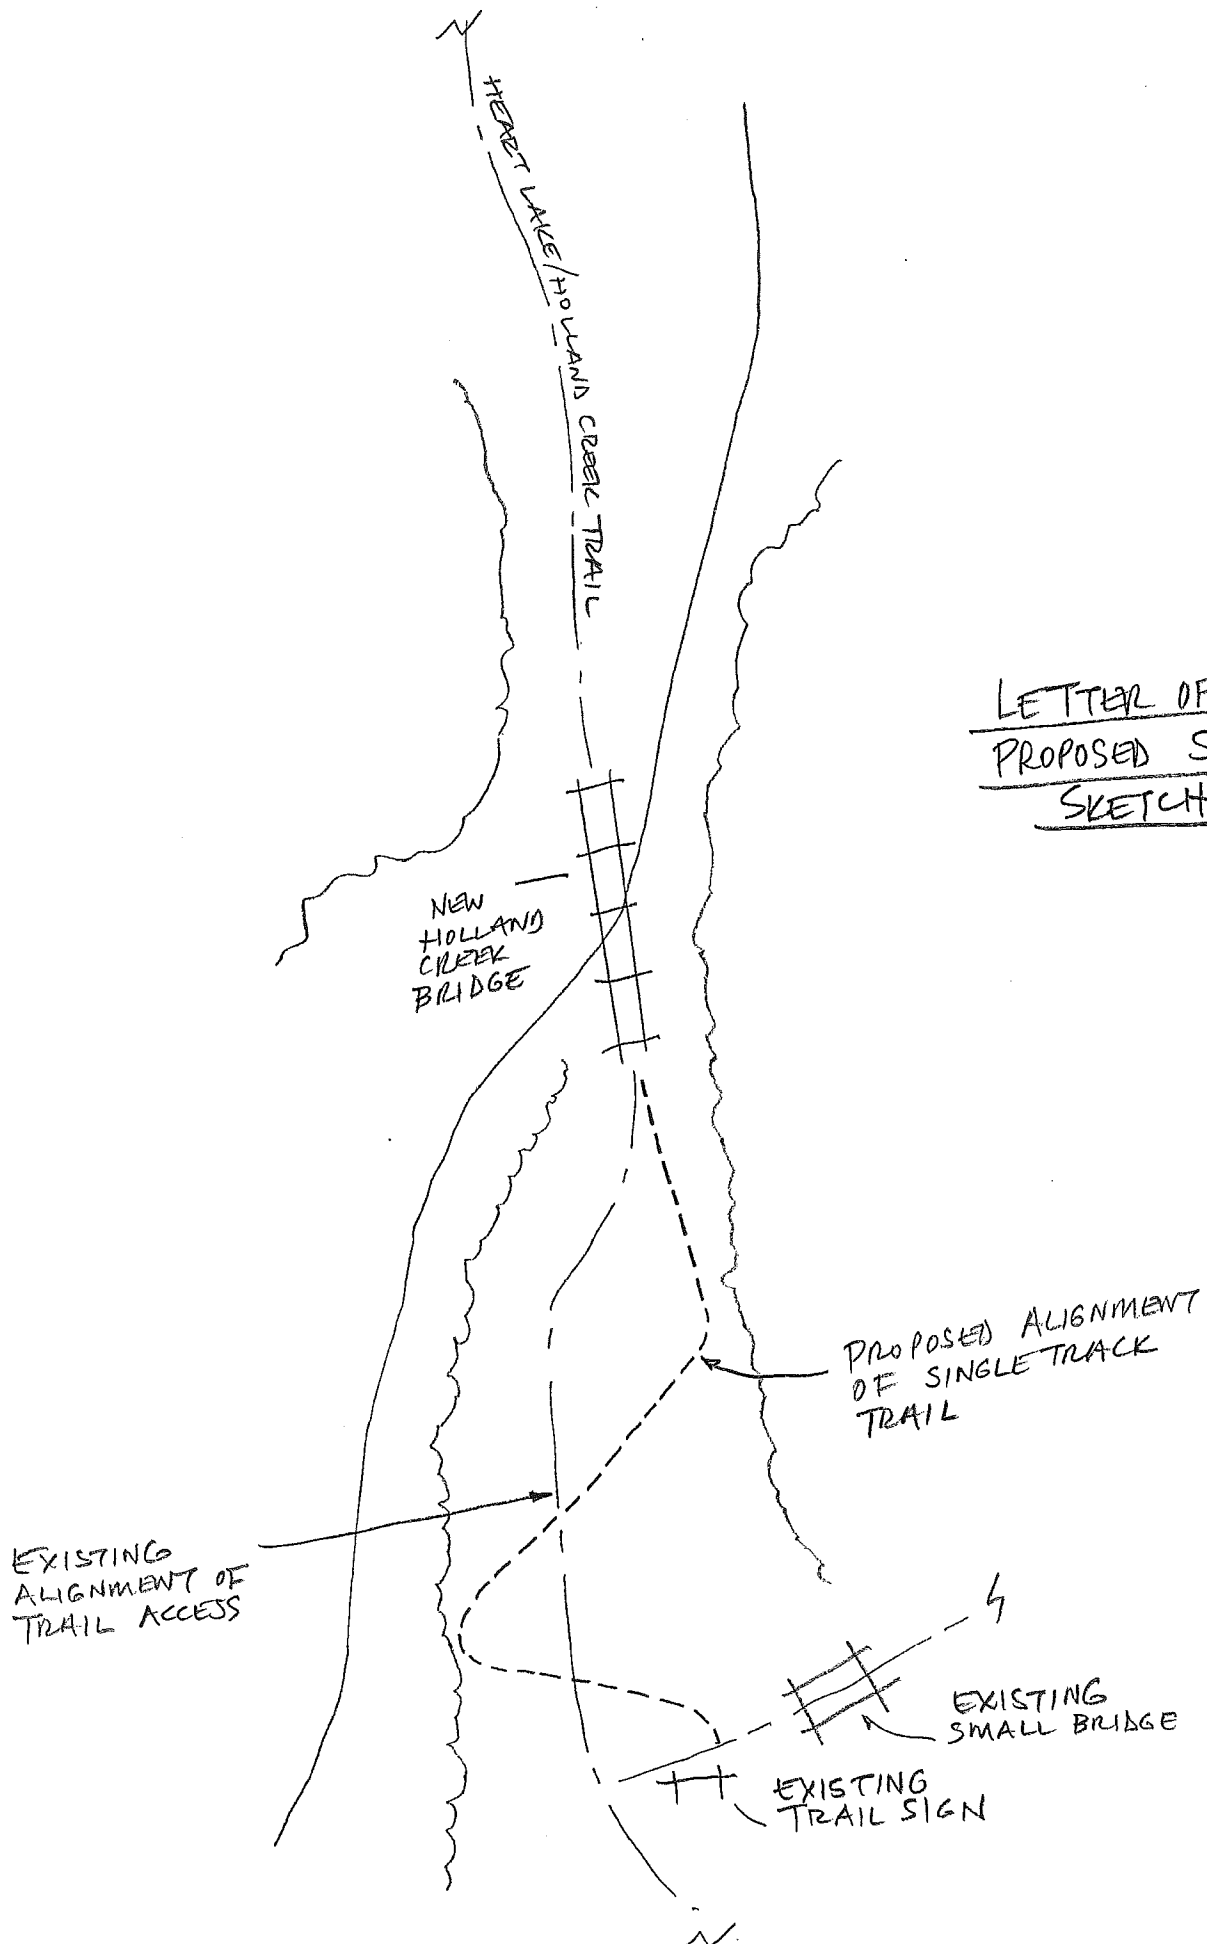 HEART LAKE/HOLLAND CREEK TRAIL
LETTER OF
PROPOSED S
SKETCH
NEW
HOLLAND
CREEK
BRIDGE
PROPOSED ALIGNMENT
OF SINGLE TRACK
TRAIL
EXISTING
ALIGNMENT OF
TRAIL ACCESS
EXISTING
SMALL BRIDGE
EXISTING
TRAIL SIGN